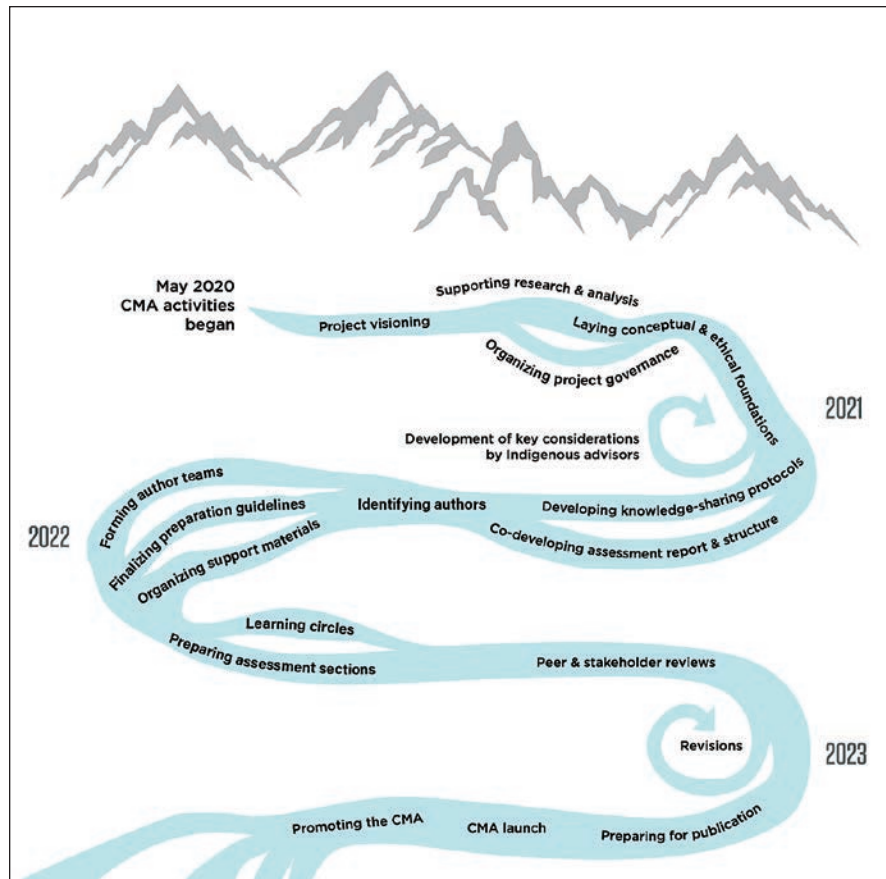 May 2020
CMA activities
began
Project visioning
Supporting research & analysis
Organizing project governance
Laying conceptual & ethical foundations
2021
Development of key considerations
by Indigenous advisors
Developing knowledge-sharing protocols
Co-developing assessment report & structure
Identifying authors
Forming author teams
Finalizing preparation guidelines
Organizing support materials
2022
Learning circles
Preparing assessment sections
Peer & stakeholder reviews
Revisions
2023
Preparing for publication
CMA launch
Promoting the CMA